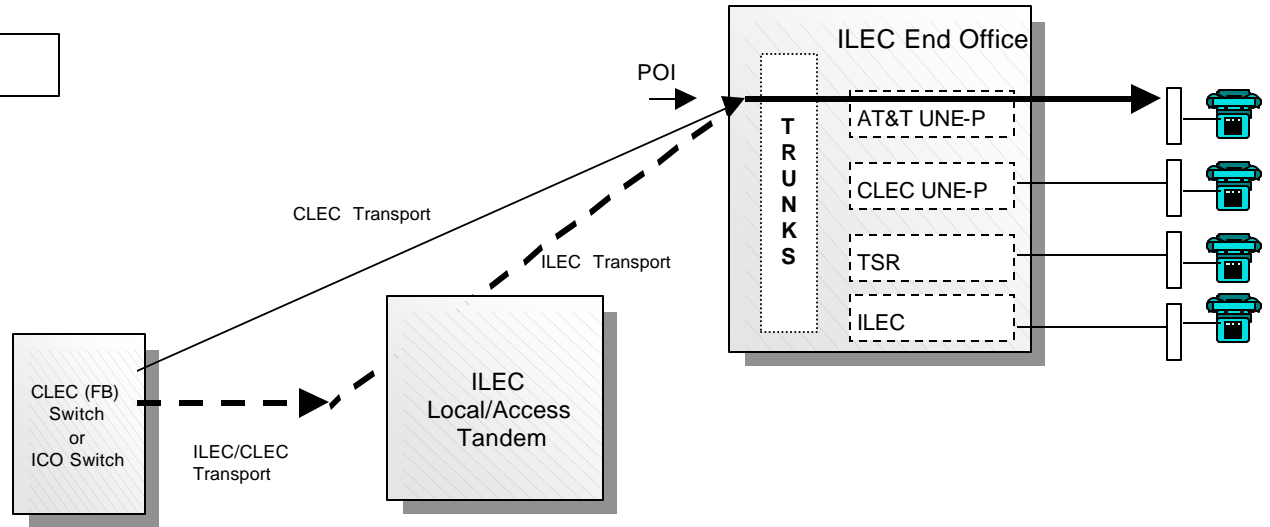 ILEC End Office
POI
T
R
U
N
K
S
AT&T UNE-P
CLEC UNE-P
TSR
ILEC
CLEC Transport
ILEC Transport
CLEC (FB)
Switch
or
ICO Switch
ILEC/CLEC
Transport
ILEC
Local/Access
Tandem